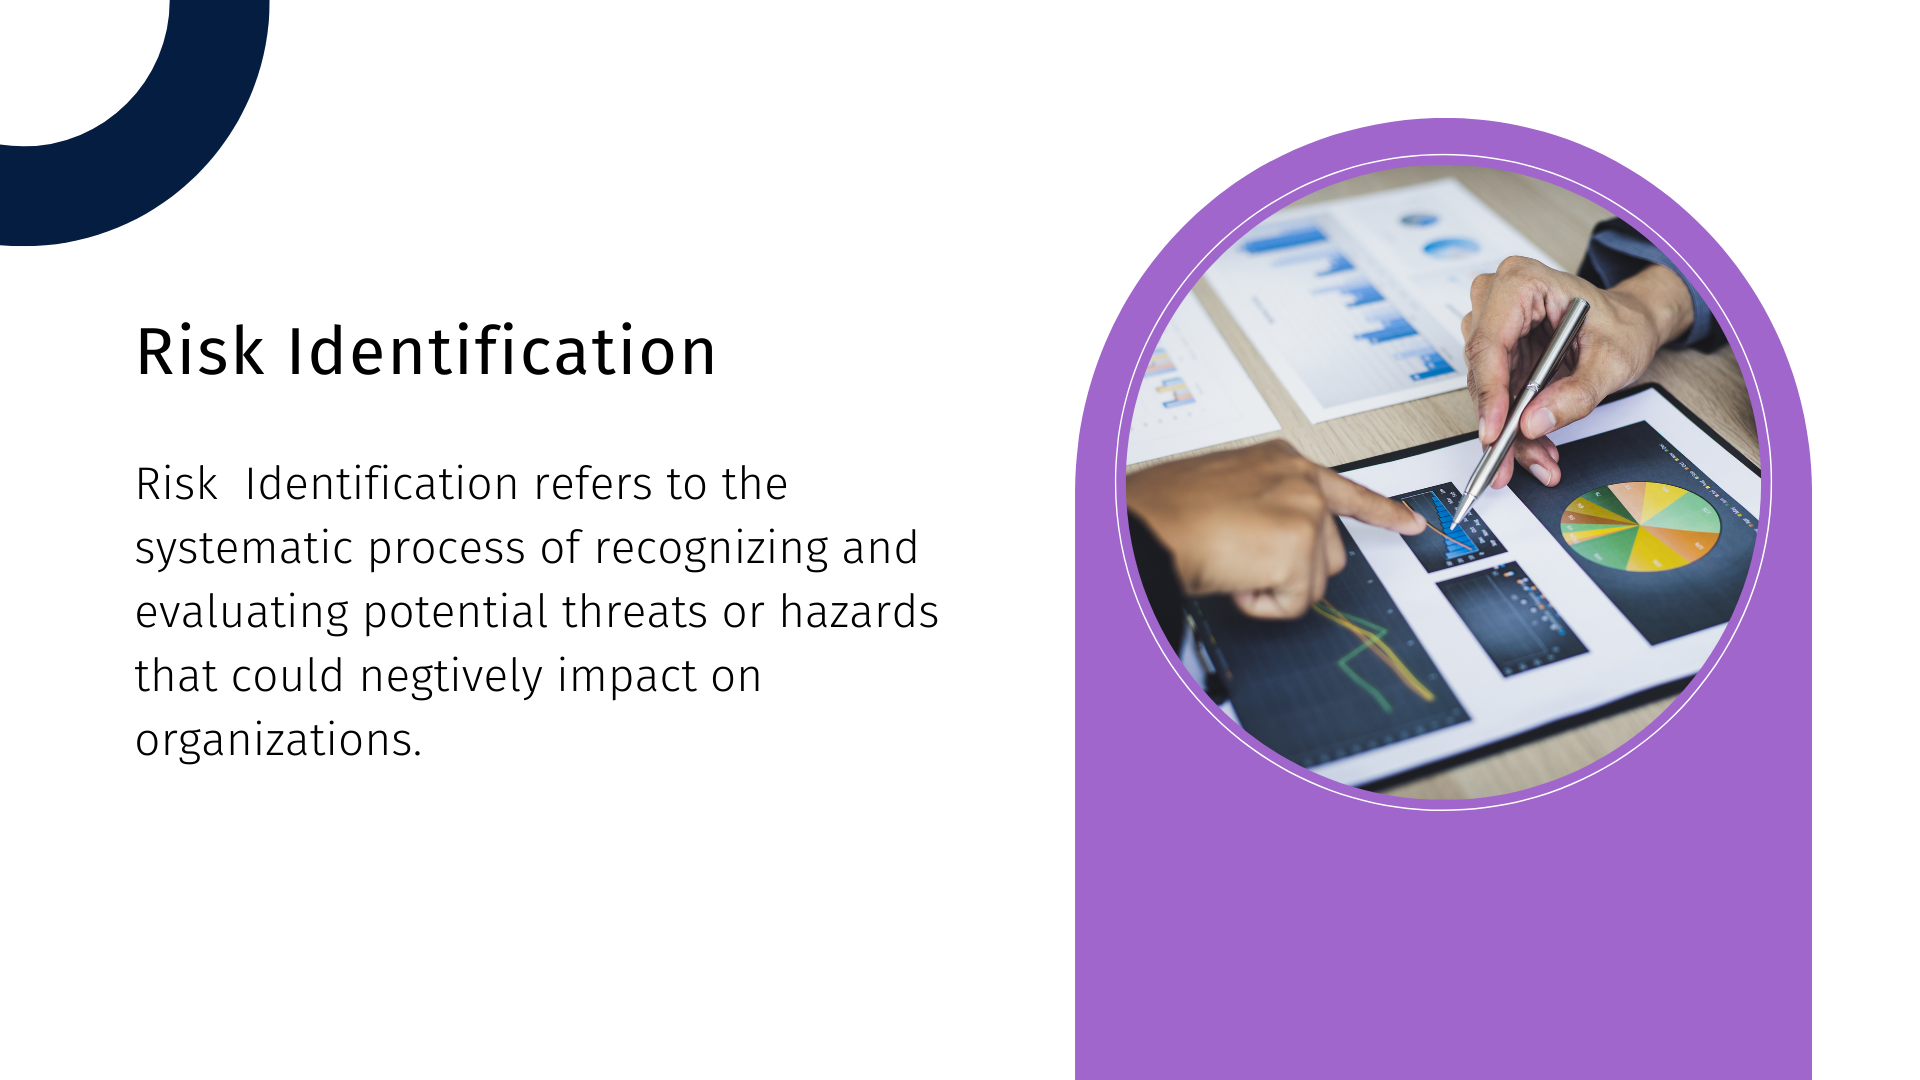 Risk Identification
Risk  Identification refers to the
systematic process of recognizing and
evaluating potential threats or hazards
that could negtively impact on
organizations.